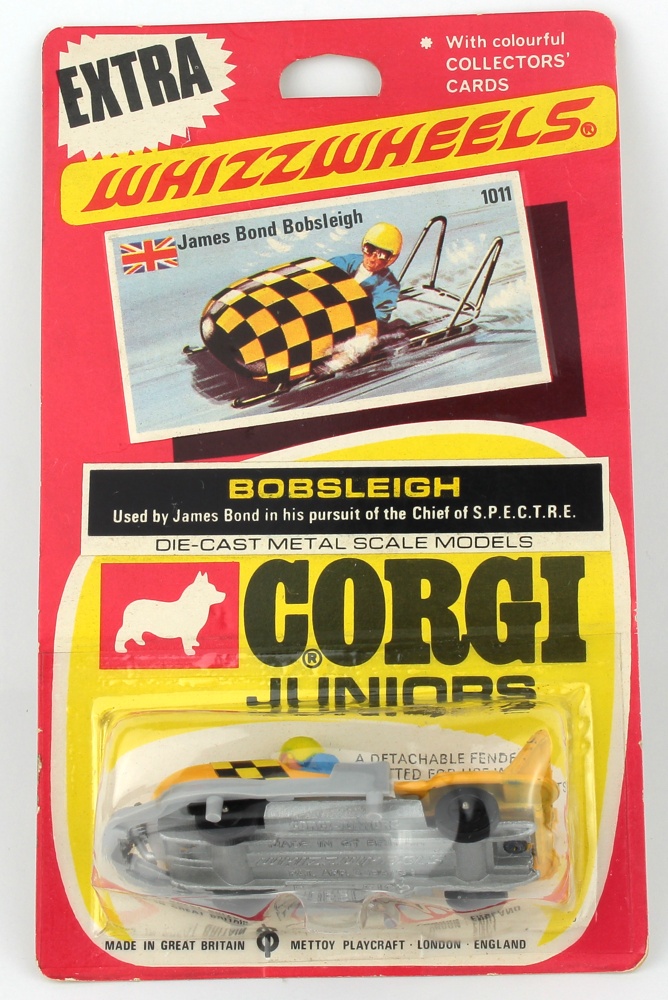 EXTRA
* With colourful
COLLECTORS'
CARDS
WHIZZWHEELS®
1011
James Bond Bobsleigh
BOBSLEIGH
Used by James Bond in his pursuit of the Chief of S.P.E.C.T.R.E.
DIE-CAST METAL SCALE MODELS
CORGI®
JUNIORS
A DETACHABLE
MADE IN GREAT BRITAIN METTOY PLAYCRAFT · LONDON · ENGLAND